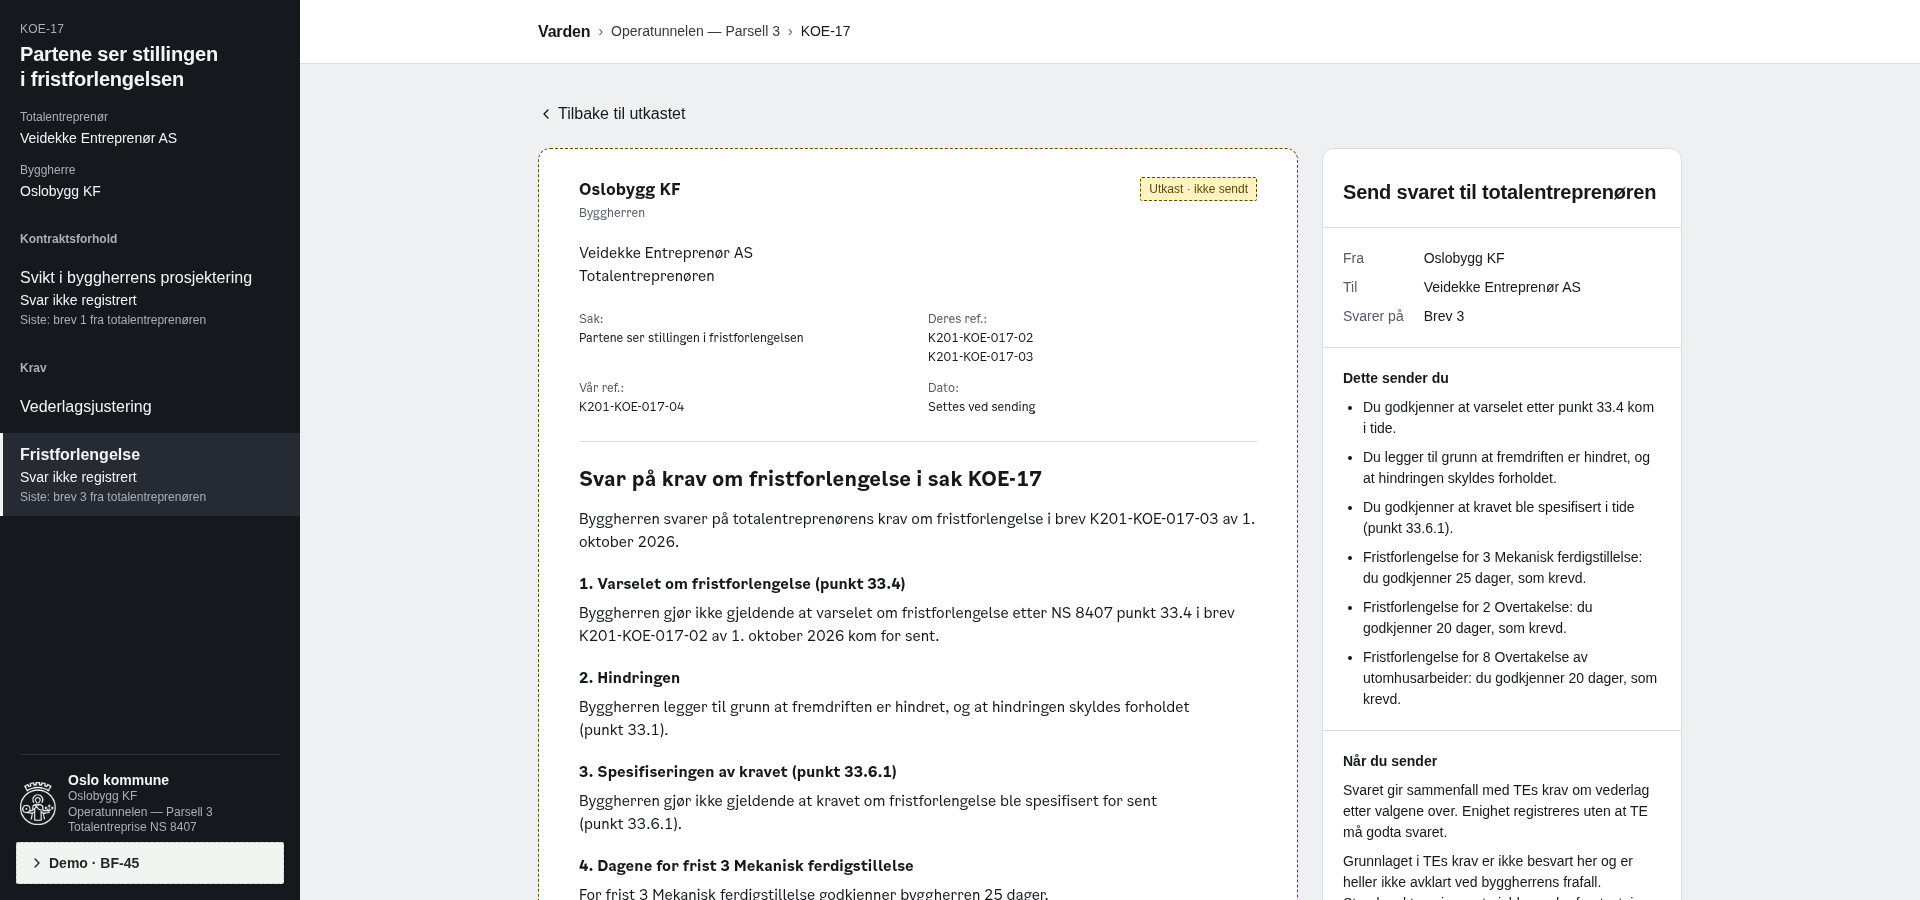 KOE-17
Partene ser stillingen
i fristforlengelsen
Totalentreprenør
Veidekke Entreprenør AS
Byggherre
Oslobygg KF
Kontraktsforhold
Svikt i byggherrens prosjektering
Svar ikke registrert
Siste: brev 1 fra totalentreprenøren
Krav
Vederlagsjustering
Fristforlengelse
Svar ikke registrert
Siste: brev 3 fra totalentreprenøren
Oslo kommune
Oslobygg KF
Operatunnelen — Parsell 3
Totalentreprise NS 8407
Demo · BF-45
Varden › Operatunnelen — Parsell 3 › KOE-17
Tilbake til utkastet
Oslobygg KF
Utkast · ikke sendt
Byggherren
Veidekke Entreprenør AS
Totalentreprenøren
Sak:
Partene ser stillingen i fristforlengelsen
Deres ref.:
K201-KOE-017-02
K201-KOE-017-03
Vår ref.:
K201-KOE-017-04
Dato:
Settes ved sending
Svar på krav om fristforlengelse i sak KOE-17
Byggherren svarer på totalentreprenørens krav om fristforlengelse i brev K201-KOE-017-03 av 1.
oktober 2026.
1. Varselet om fristforlengelse (punkt 33.4)
Byggherren gjør ikke gjeldende at varselet om fristforlengelse etter NS 8407 punkt 33.4 i brev
K201-KOE-017-02 av 1. oktober 2026 kom for sent.
2. Hindringen
Byggherren legger til grunn at fremdriften er hindret, og at hindringen skyldes forholdet
(punkt 33.1).
3. Spesifiseringen av kravet (punkt 33.6.1)
Byggherren gjør ikke gjeldende at kravet om fristforlengelse ble spesifisert for sent
(punkt 33.6.1).
4. Dagene for frist 3 Mekanisk ferdigstillelse
For frist 3 Mekanisk ferdigstillelse godkjenner byggherren 25 dager.
Send svaret til totalentreprenøren
Fra Oslobygg KF
Til Veidekke Entreprenør AS
Svarer på Brev 3
Dette sender du
• Du godkjenner at varselet etter punkt 33.4 kom
i tide.
• Du legger til grunn at fremdriften er hindret, og
at hindringen skyldes forholdet.
• Du godkjenner at kravet ble spesifisert i tide
(punkt 33.6.1).
• Fristforlengelse for 3 Mekanisk ferdigstillelse:
du godkjenner 25 dager, som krevd.
• Fristforlengelse for 2 Overtakelse: du
godkjenner 20 dager, som krevd.
• Fristforlengelse for 8 Overtakelse av
utomhusarbeider: du godkjenner 20 dager, som
krevd.
Når du sender
Svaret gir sammenfall med TEs krav om vederlag
etter valgene over. Enighet registreres uten at TE
må godta svaret.
Grunnlaget i TEs krav er ikke besvart her og er
heller ikke avklart ved byggherrens frafall.